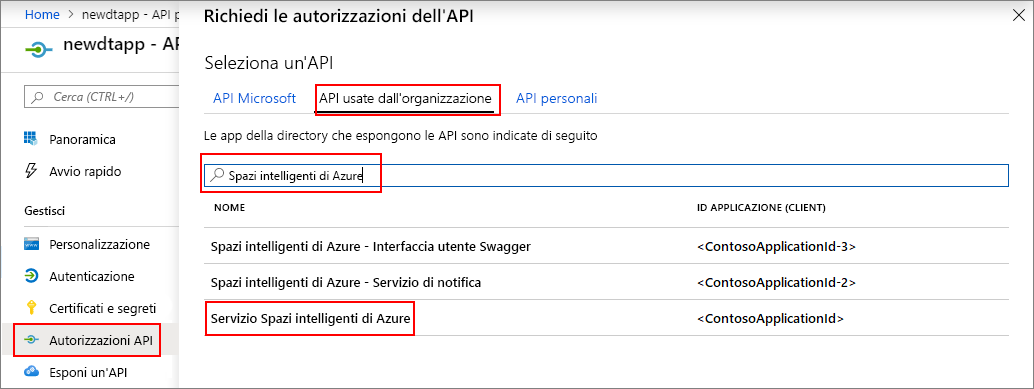 Home > newdtapp - API p
newdtapp - AP
Cerca (CTRL+/)
Panoramica
Avvio rapido
Gestisci
Personalizzazione
Autenticazione
Certificati e segreti
Autorizzazioni API
Esponi un'API
Richiedi le autorizzazioni dell'API
Seleziona un'API
API Microsoft API usate dall'organizzazione API personali
Le app della directory che espongono le API sono indicate di seguito
Spazi intelligenti di Azure
NOME ID APPLICAZIONE (CLIENT)
Spazi intelligenti di Azure - Interfaccia utente Swagger <ContosoApplicationId-3>
Spazi intelligenti di Azure - Servizio di notifica <ContosoApplicationId-2>
Servizio Spazi intelligenti di Azure <ContosoApplicationId>